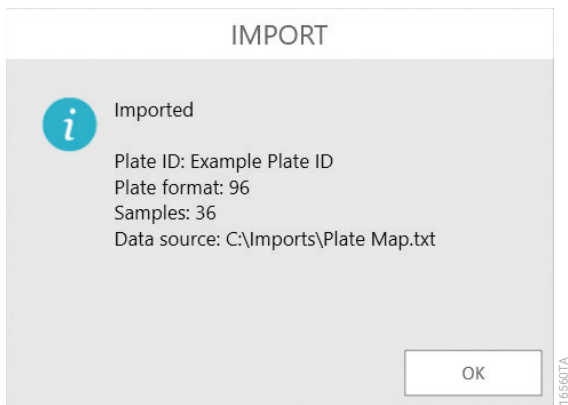 IMPORT
i
Imported
Plate ID: Example Plate ID
Plate format: 96
Samples: 36
Data source: C:\Imports\Plate Map.txt
OK
16560TA